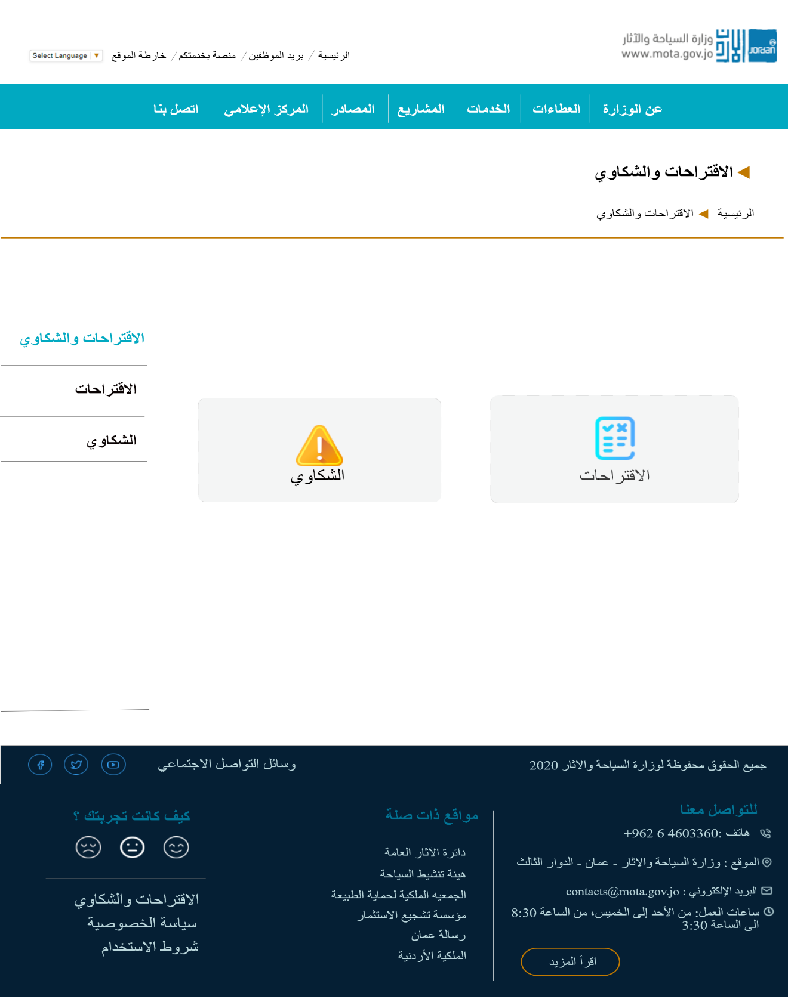 وزارة السياحة والآثار
www.mota.gov.jo
الأردن
Jordan
الرئيسية / بريد الموظفين / منصة بخدمتكم / خارطة الموقع
Select Language
عن الوزارة | العطاءات | الخدمات | المشاريع | المصادر | المركز الإعلامي | اتصل بنا
الاقتراحات والشكاوي
الرئيسية ◄ الاقتراحات والشكاوي
الاقتراحات والشكاوي
الاقتراحات
الشكاوي
الاقتراحات
الشكاوي
جميع الحقوق محفوظة لوزارة السياحة والاثار 2020
وسائل التواصل الاجتماعي
للتواصل معنا
هاتف :4603360 6 962+
الموقع : وزارة السياحة والاثار - عمان - الدوار الثالث
البريد الإلكتروني : contacts@mota.gov.jo
ساعات العمل: من الأحد إلى الخميس، من الساعة 8:30
الى الساعة 3:30
اقرأ المزيد
مواقع ذات صلة
دائرة الآثار العامة
هيئة تنشيط السياحة
الجمعيه الملكية لحماية الطبيعة
مؤسسة تشجيع الاستثمار
رسالة عمان
الملكية الأردنية
كيف كانت تجربتك ؟
الاقتراحات والشكاوي
سياسة الخصوصية
شروط الاستخدام